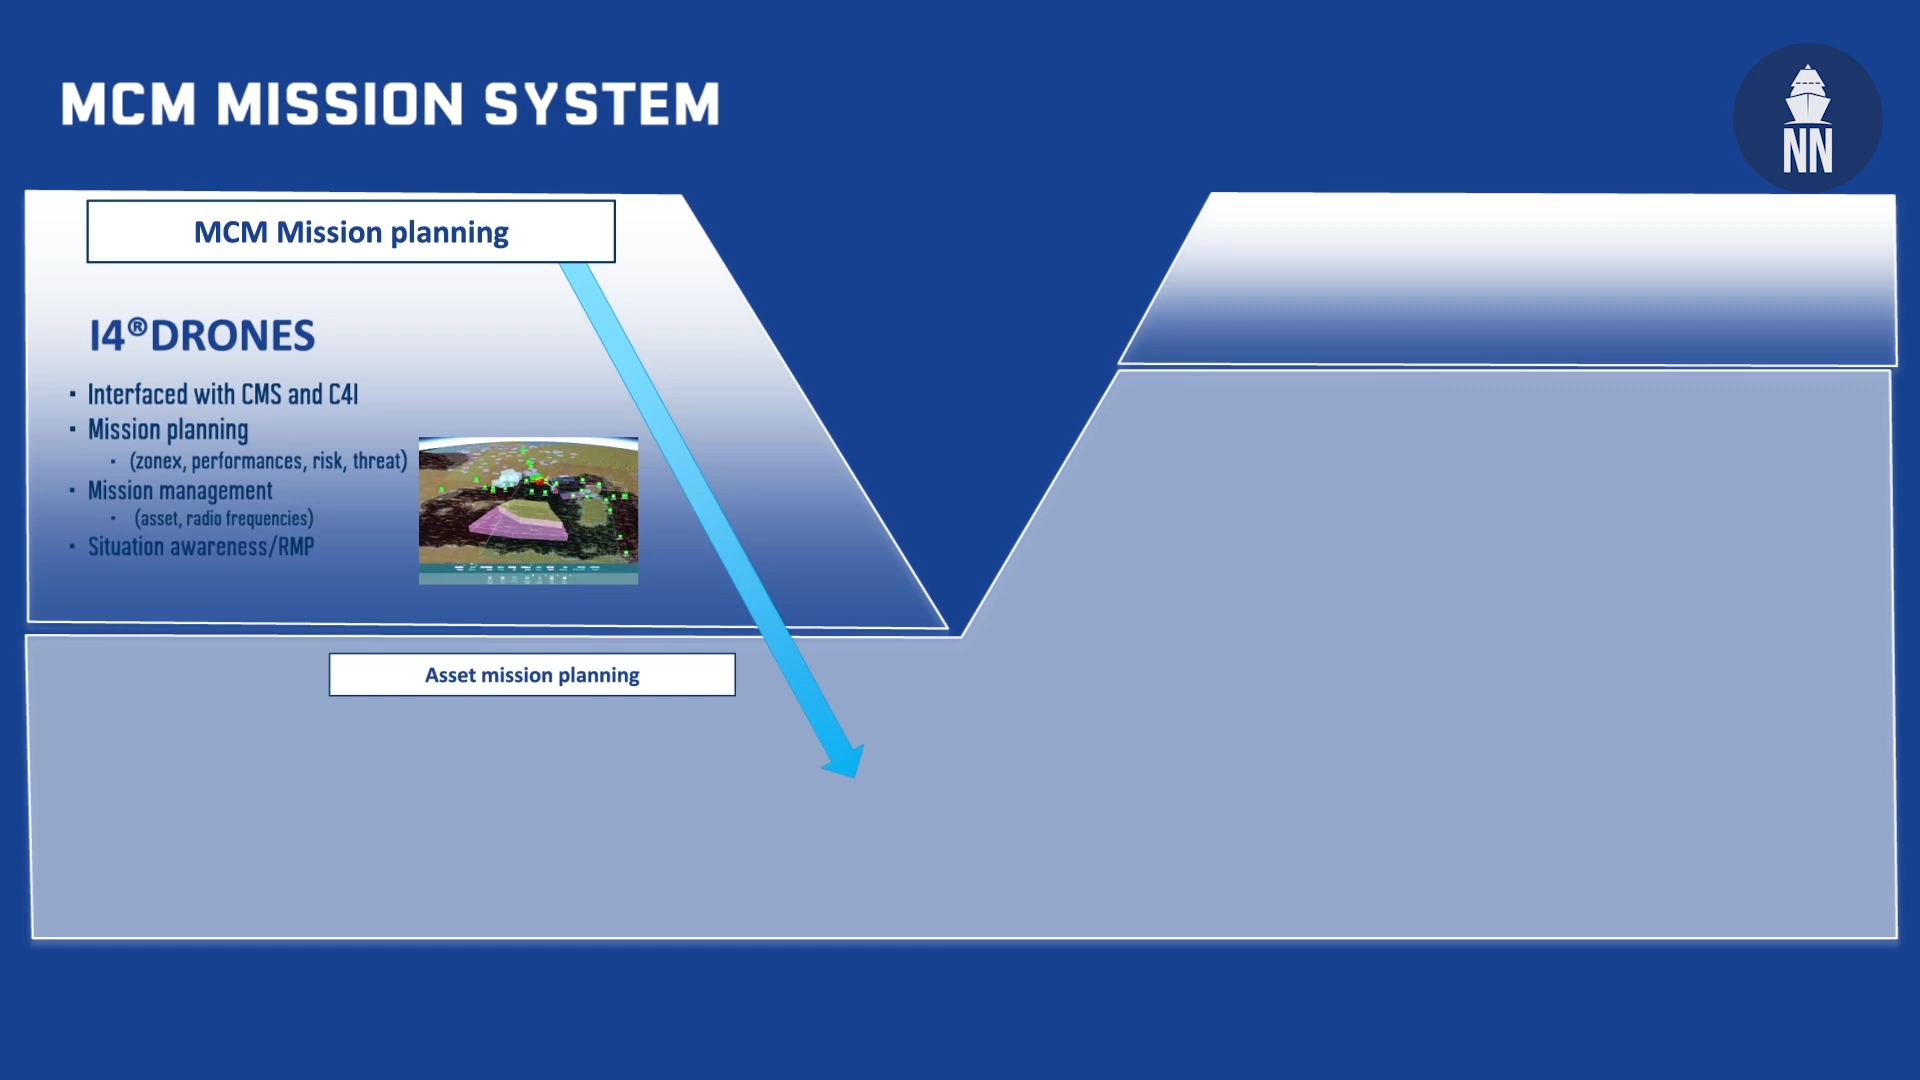 MCM MISSION SYSTEM
NN
MCM Mission planning
I4®DRONES
▪ Interfaced with CMS and C4I
▪ Mission planning
▪ (zonex, performances, risk, threat)
▪ Mission management
▪ (asset, radio frequencies)
▪ Situation awareness/RMP
Asset mission planning